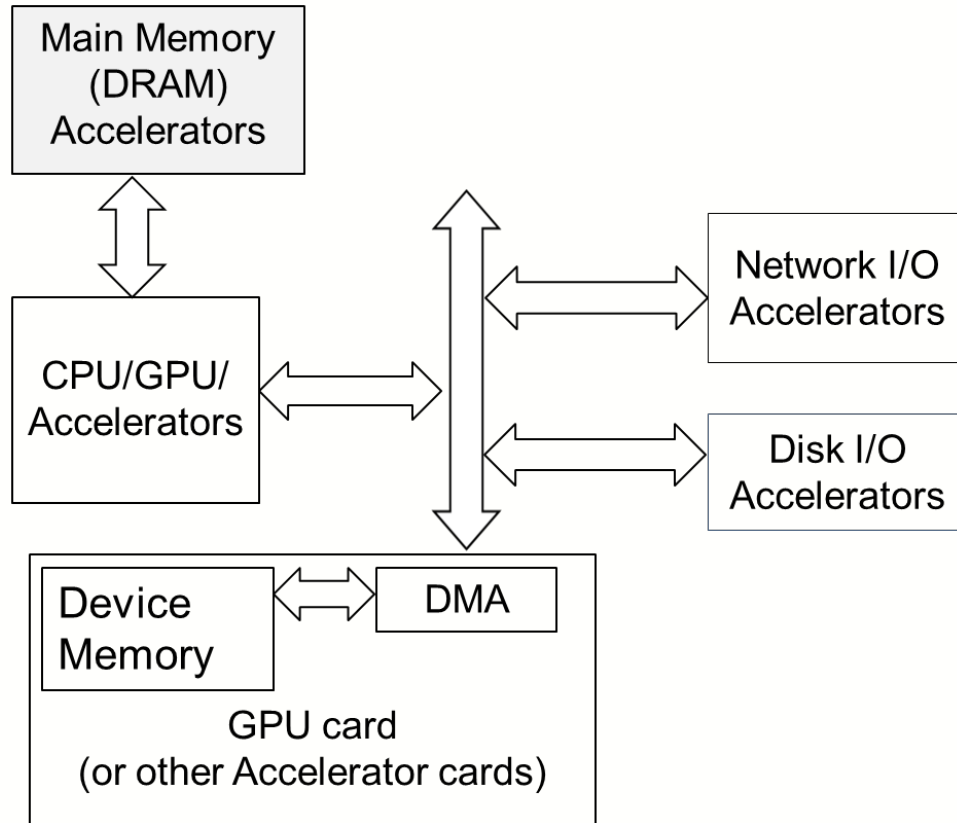 Main Memory
(DRAM)
Accelerators
CPU/GPU/
Accelerators
Network I/O
Accelerators
Disk I/O
Accelerators
Device
Memory
DMA
GPU card
(or other Accelerator cards)